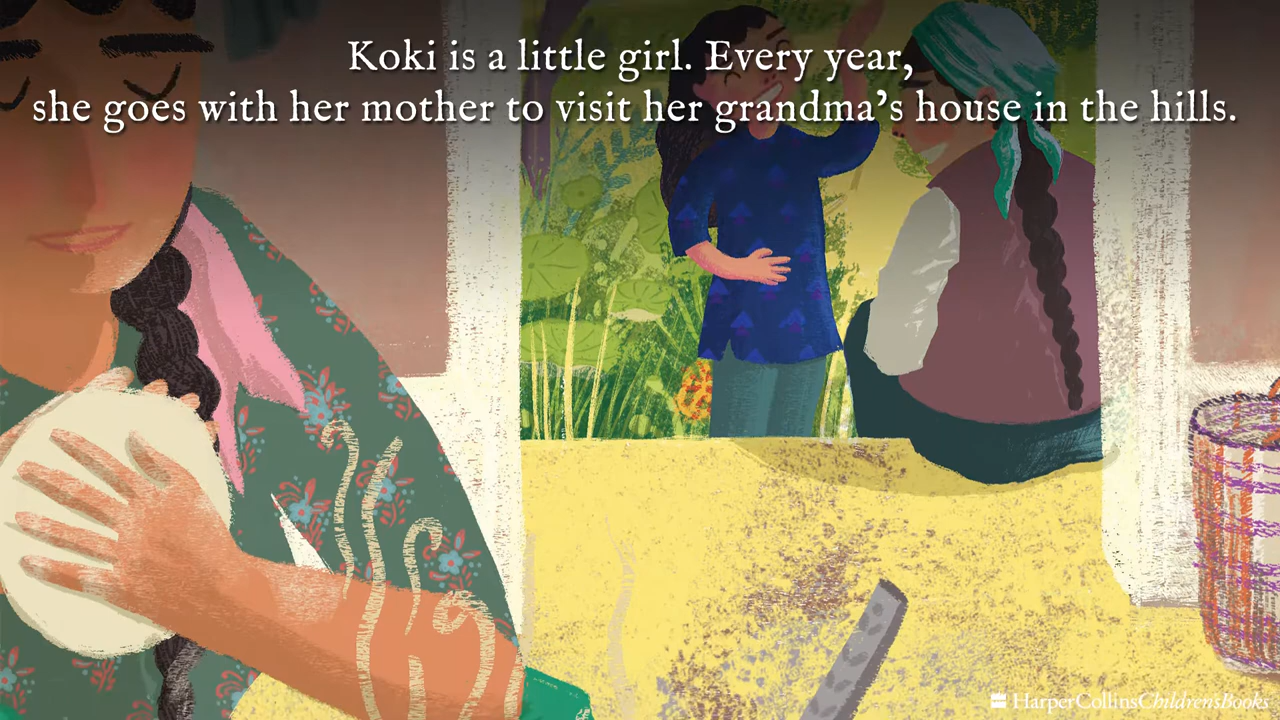 Koki is a little girl. Every year,
she goes with her mother to visit her grandma’s house in the hills.
HarperCollinsChildren'sBooks